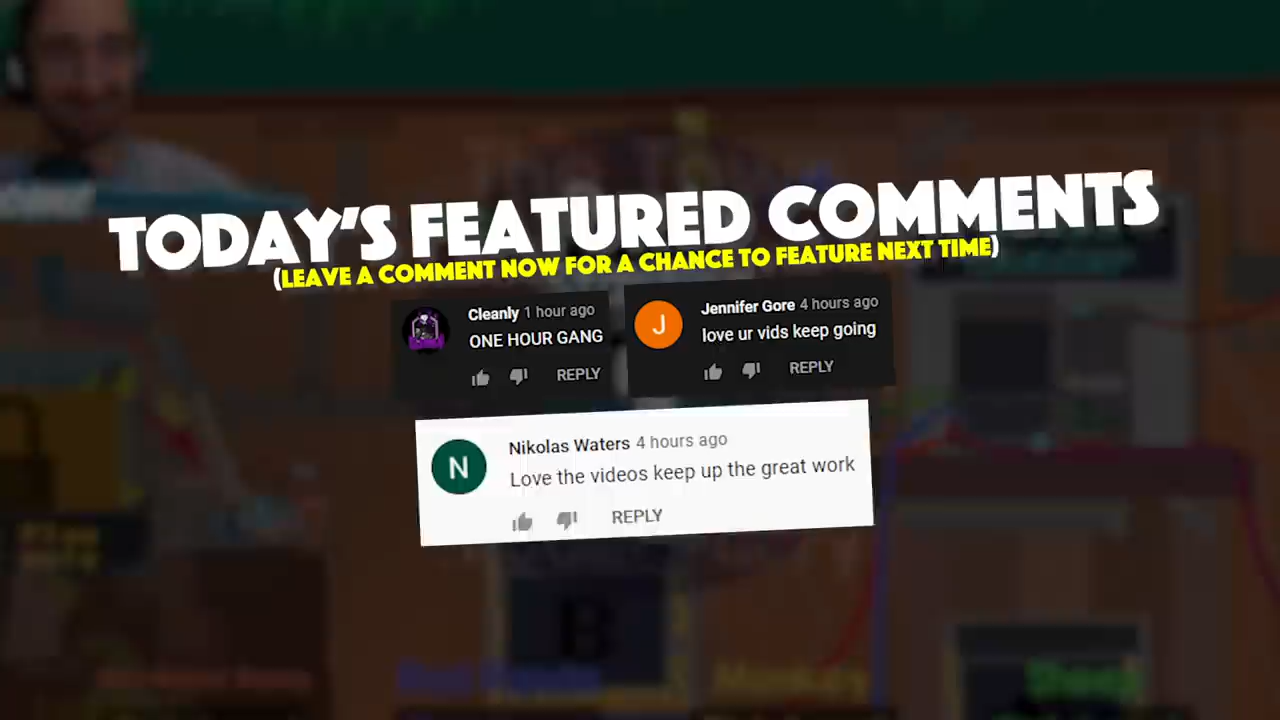 TODAY'S FEATURED COMMENTS
(LEAVE A COMMENT NOW FOR A CHANCE TO FEATURE NEXT TIME)
Cleanly 1 hour ago
ONE HOUR GANG
REPLY
J
Jennifer Gore 4 hours ago
love ur vids keep going
REPLY
N
Nikolas Waters 4 hours ago
Love the videos keep up the great work
REPLY
B
Monkey
Sheep